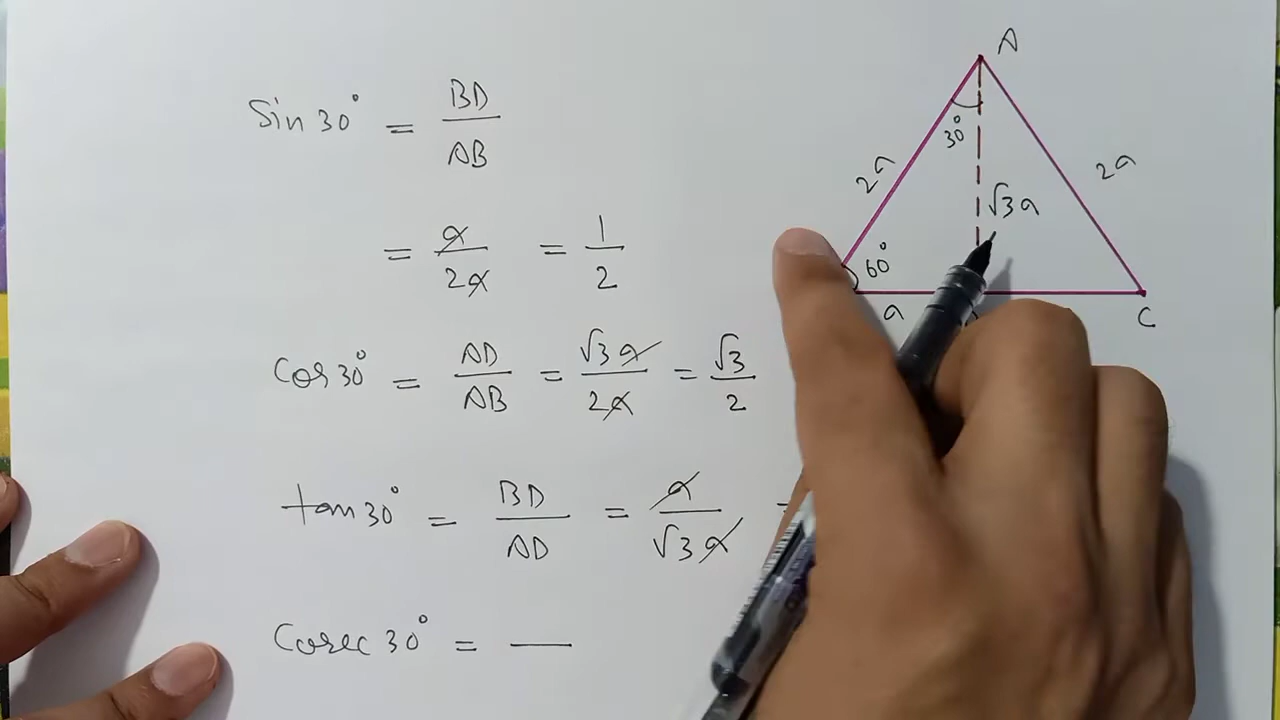 Sin 30° = BD / AB
= a / 2a = 1 / 2
Cos 30° = AD / AB = √3 a / 2a = √3 / 2
tan 30° = BD / AD = a / √3 a =
Cosec 30° = —
A
30°
2a
2a
√3 a
60°
a
C